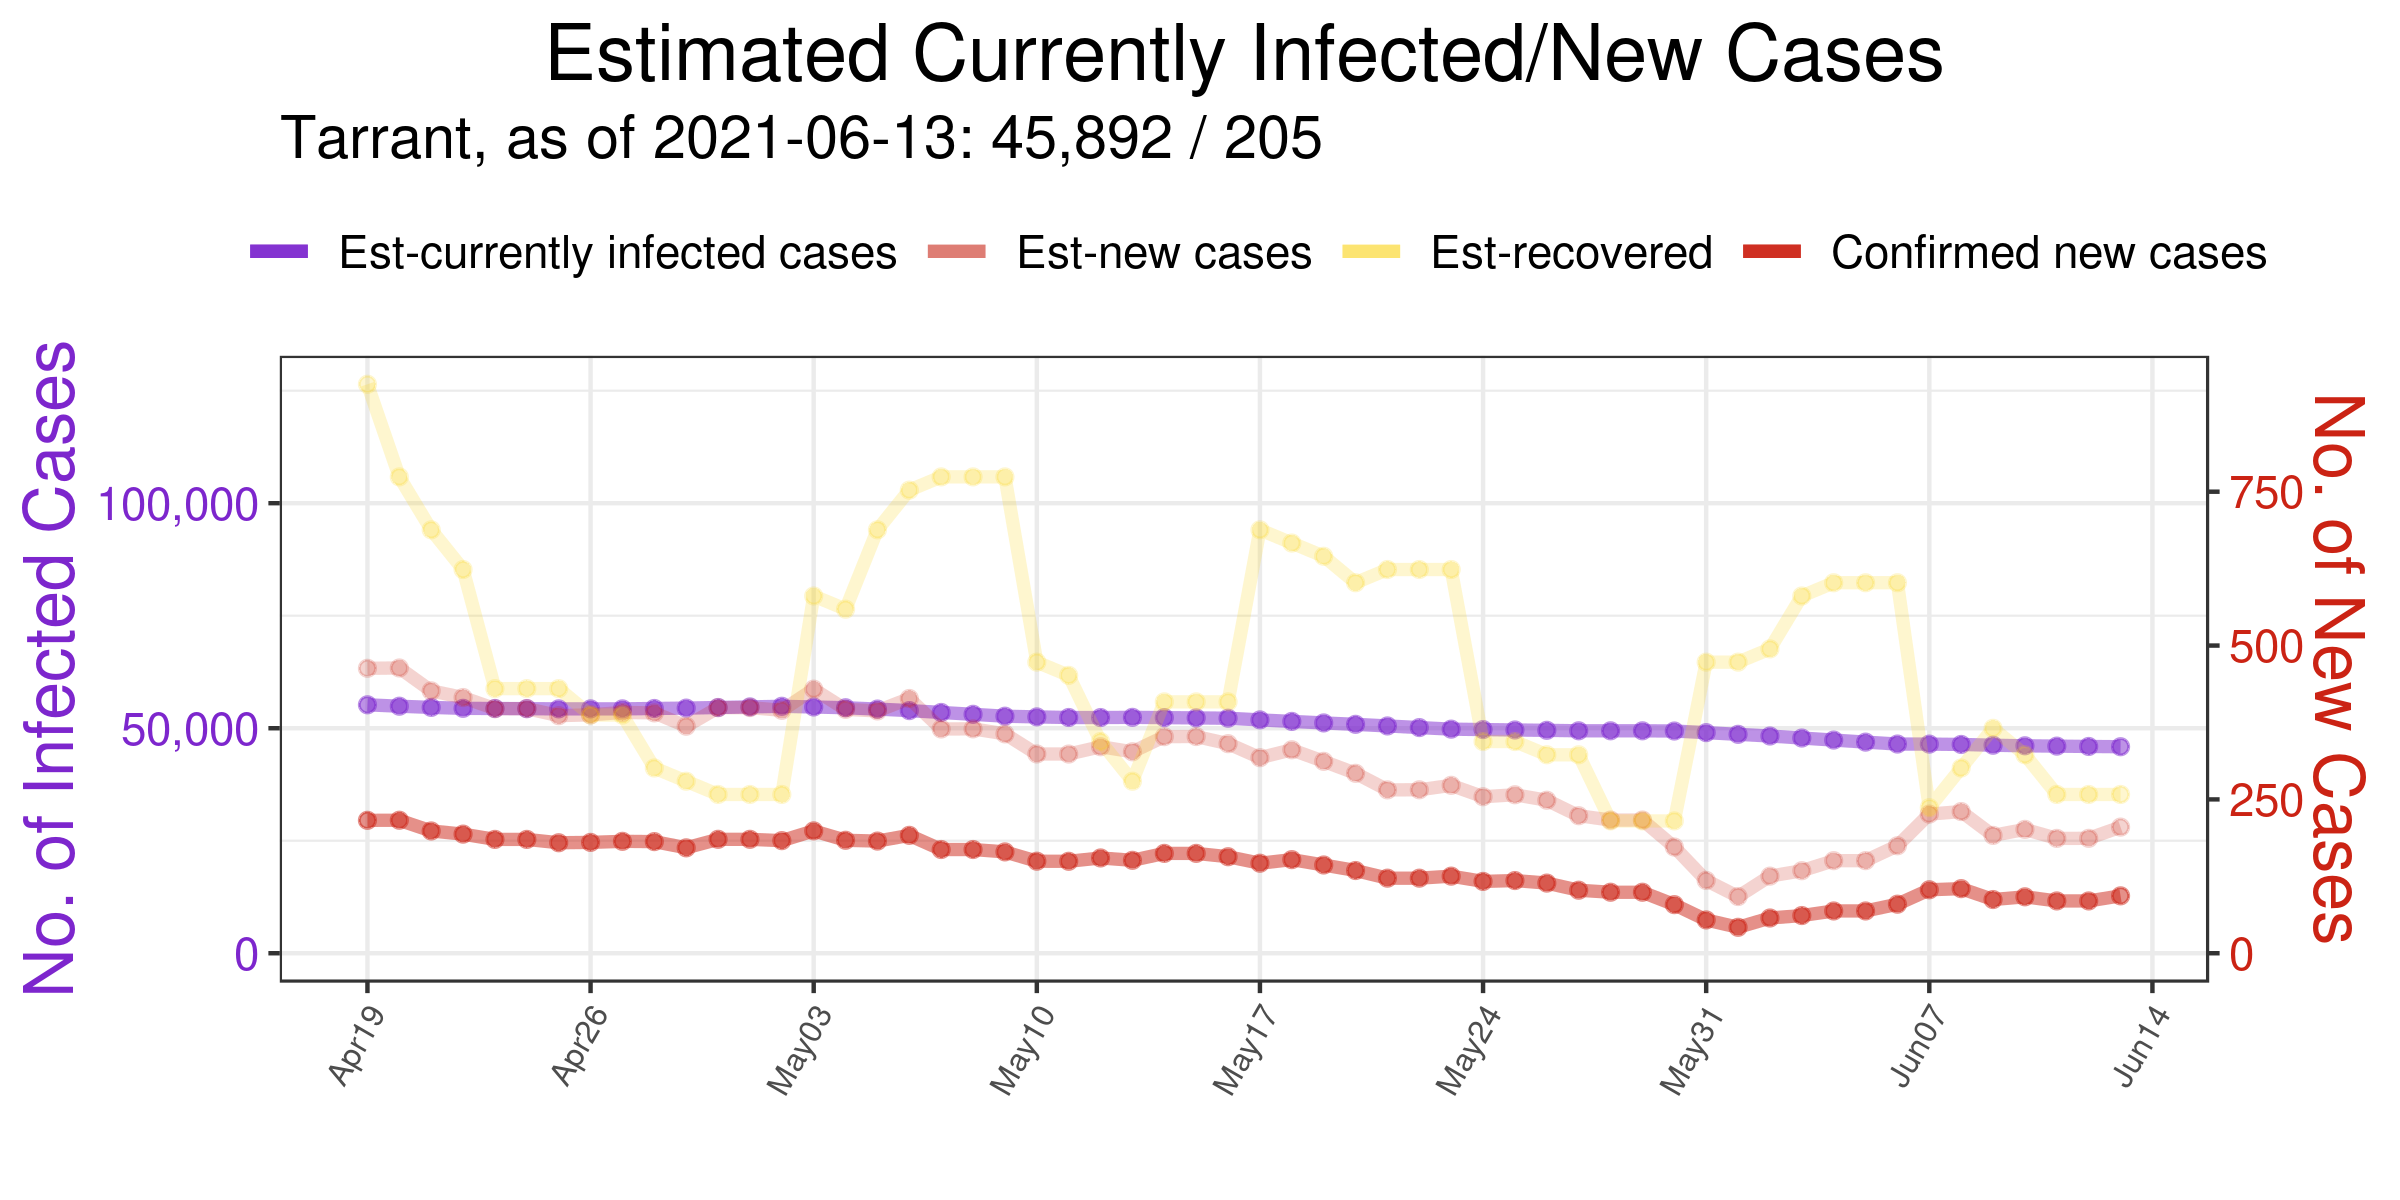 Estimated Currently Infected/New Cases
Tarrant, as of 2021-06-13: 45,892 / 205
Est-currently infected cases Est-new cases Est-recovered Confirmed new cases
No. of Infected Cases
100,000
50,000
0
750
500
250
0
No. of New Cases
Apr19 Apr26 May03 May10 May17 May24 May31 Jun07 Jun14